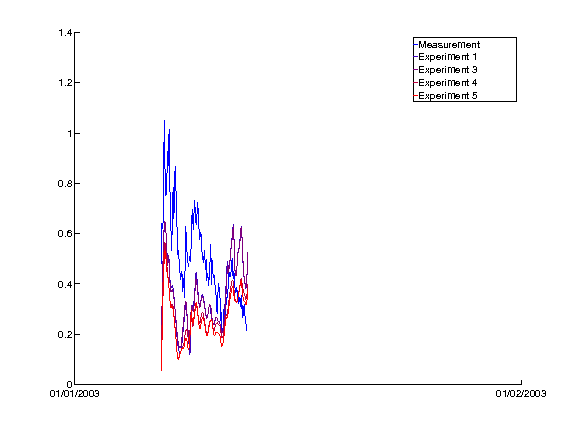 1.4
1.2
1
0.8
0.6
0.4
0.2
0
01/01/2003
01/02/2003
Measurement
Experiment 1
Experiment 3
Experiment 4
Experiment 5